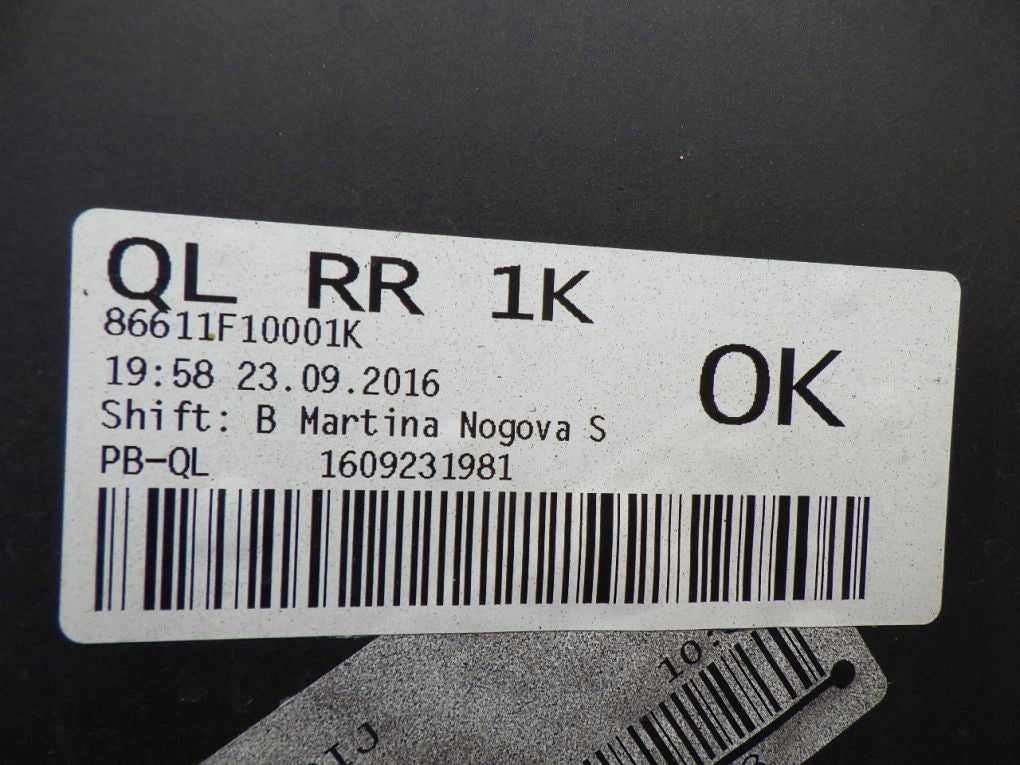 QL RR 1K
86611F10001K
OK
19:58 23.09.2016
Shift: B Martina Nogova S
PB-QL 1609231981